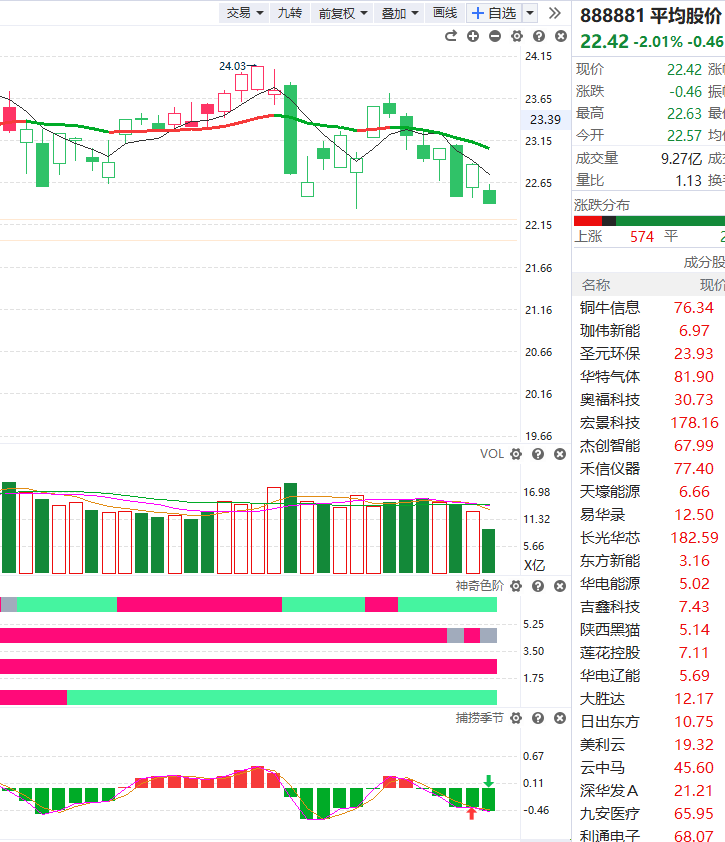 交易 九转 前复权 叠加 画线 + 自选
888881 平均股价
22.42 -2.01% -0.46
现价 22.42 涨幅
涨跌 -0.46 振幅
最高 22.63 最低
今开 22.57 均价
成交量 9.27亿 成交
量比 1.13 换手
涨跌分布
上涨 574 平 2
成分股
名称 现价
铜牛信息 76.34
珈伟新能 6.97
圣元环保 23.93
华特气体 81.90
奥福科技 30.73
宏景科技 178.16
杰创智能 67.99
禾信仪器 77.40
天壕能源 6.66
易华录 12.50
长光华芯 182.59
东方新能 3.16
华电能源 5.02
吉鑫科技 7.43
陕西黑猫 5.14
莲花控股 7.11
华电辽能 5.69
大胜达 12.17
日出东方 10.75
美利云 19.32
云中马 45.60
深华发A 21.21
九安医疗 65.95
利通电子 68.07
24.03
24.15
23.65
23.39
23.15
22.65
22.15
21.66
21.16
20.66
20.16
19.66
VOL
16.98
11.32
5.66
X亿
神奇色阶
5.25
3.50
1.75
捕捞季节
0.67
0.11
-0.46